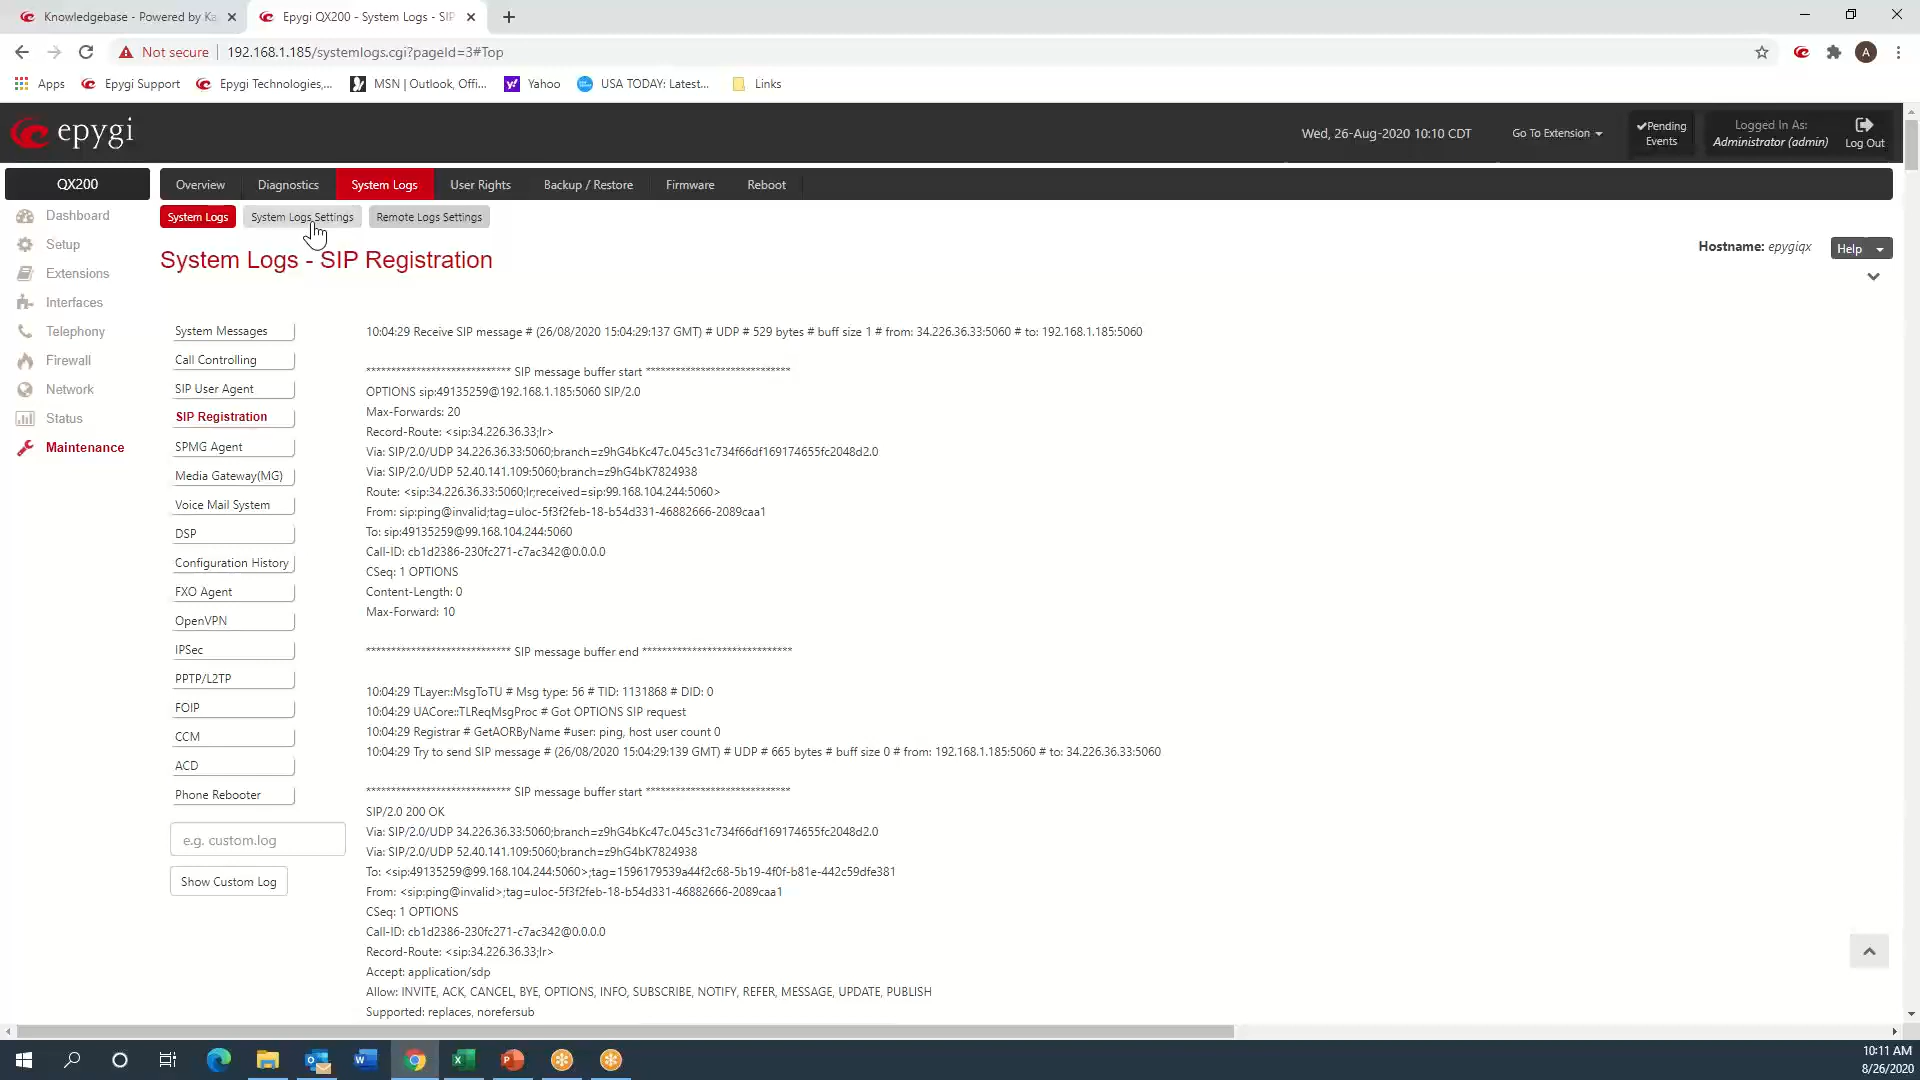 Knowledgebase - Powered by Ka
Epygi QX200 - System Logs - SIP
Not secure
192.168.1.185/systemlogs.cgi?pageId=3#Top
A
Apps
Epygi Support
Epygi Technologies,...
MSN | Outlook, Offi...
Yahoo
USA TODAY: Latest...
Links
epygi
Wed, 26-Aug-2020 10:10 CDT
Go To Extension
Pending Events
Logged In As:
Administrator (admin)
Log Out
QX200
Overview
Diagnostics
System Logs
User Rights
Backup / Restore
Firmware
Reboot
Dashboard
Setup
Extensions
Interfaces
Telephony
Firewall
Network
Status
Maintenance
System Logs
System Logs Settings
Remote Logs Settings
System Logs - SIP Registration
Hostname: epygiqx
Help
System Messages
Call Controlling
SIP User Agent
SIP Registration
SPMG Agent
Media Gateway(MG)
Voice Mail System
DSP
Configuration History
FXO Agent
OpenVPN
IPSec
PPTP/L2TP
FOIP
CCM
ACD
Phone Rebooter
e.g. custom.log
Show Custom Log
10:04:29 Receive SIP message # (26/08/2020 15:04:29:137 GMT) # UDP # 529 bytes # buff size 1 # from: 34.226.36.33:5060 # to: 192.168.1.185:5060
***************************** SIP message buffer start *****************************
OPTIONS sip:49135259@192.168.1.185:5060 SIP/2.0
Max-Forwards: 20
Record-Route: <sip:34.226.36.33;lr>
Via: SIP/2.0/UDP 34.226.36.33:5060;branch=z9hG4bKc47c.045c31c734f66df169174655fc2048d2.0
Via: SIP/2.0/UDP 52.40.141.109:5060;branch=z9hG4bK7824938
Route: <sip:34.226.36.33:5060;lr;received=sip:99.168.104.244:5060>
From: sip:ping@invalid;tag=uloc-5f3f2feb-18-b54d331-46882666-2089caa1
To: sip:49135259@99.168.104.244:5060
Call-ID: cb1d2386-230fc271-c7ac342@0.0.0.0
CSeq: 1 OPTIONS
Content-Length: 0
Max-Forward: 10
***************************** SIP message buffer end ******************************
10:04:29 TLayer::MsgToTU # Msg type: 56 # TID: 1131868 # DID: 0
10:04:29 UACore::TLReqMsgProc # Got OPTIONS SIP request
10:04:29 Registrar # GetAORByName #user: ping, host user count 0
10:04:29 Try to send SIP message # (26/08/2020 15:04:29:139 GMT) # UDP # 665 bytes # buff size 0 # from: 192.168.1.185:5060 # to: 34.226.36.33:5060
***************************** SIP message buffer start *****************************
SIP/2.0 200 OK
Via: SIP/2.0/UDP 34.226.36.33:5060;branch=z9hG4bKc47c.045c31c734f66df169174655fc2048d2.0
Via: SIP/2.0/UDP 52.40.141.109:5060;branch=z9hG4bK7824938
To: <sip:49135259@99.168.104.244:5060>;tag=1596179539a44f2c68-5b19-4f0f-b81e-442c59dfe381
From: <sip:ping@invalid>;tag=uloc-5f3f2feb-18-b54d331-46882666-2089caa1
CSeq: 1 OPTIONS
Call-ID: cb1d2386-230fc271-c7ac342@0.0.0.0
Record-Route: <sip:34.226.36.33;lr>
Accept: application/sdp
Allow: INVITE, ACK, CANCEL, BYE, OPTIONS, INFO, SUBSCRIBE, NOTIFY, REFER, MESSAGE, UPDATE, PUBLISH
Supported: replaces, norefersub
10:11 AM
8/26/2020